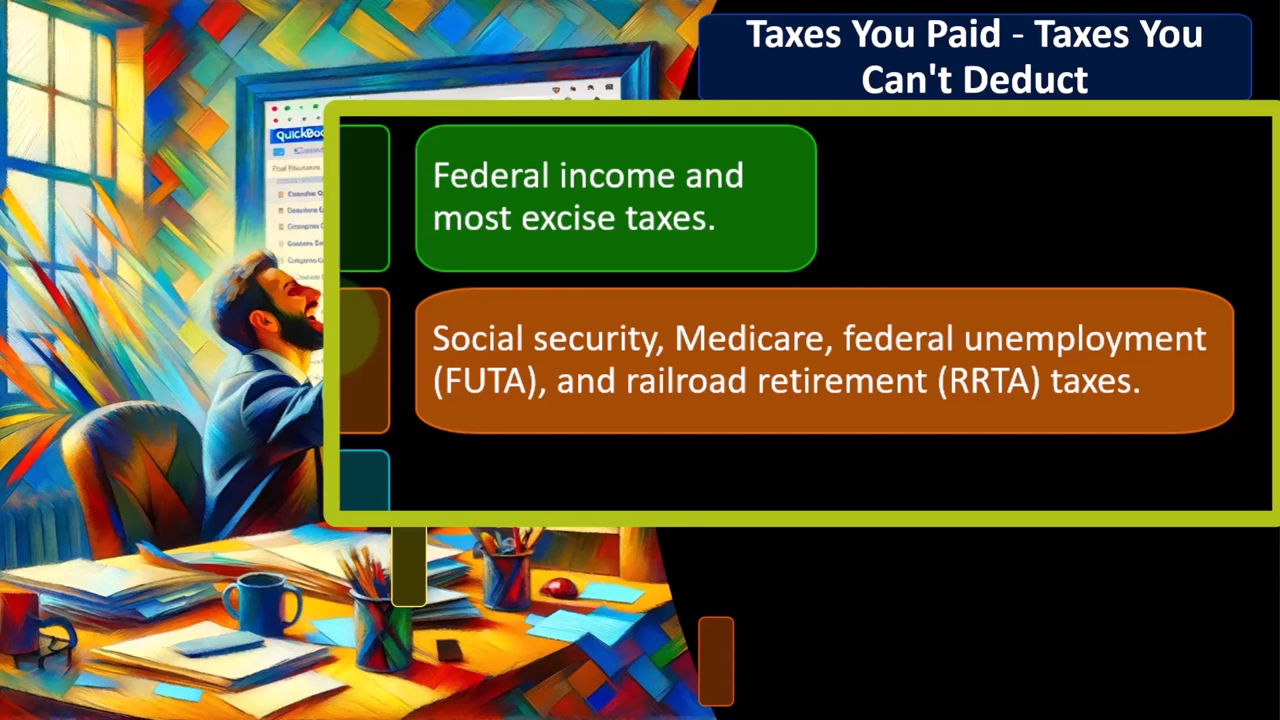 Taxes You Paid - Taxes You
Can't Deduct
Federal income and
most excise taxes.
Social security, Medicare, federal unemployment
(FUTA), and railroad retirement (RRTA) taxes.